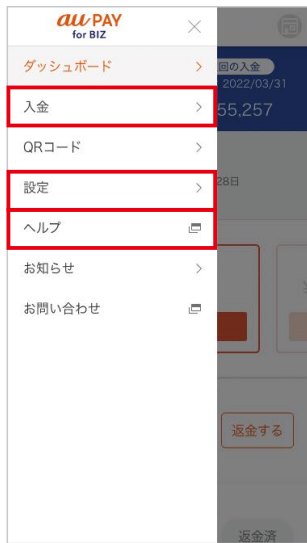 au PAY
for BIZ
ダッシュボード
入金
QRコード
設定
ヘルプ
お知らせ
お問い合わせ
回の入金
2022/03/31
55,257
28日
返金する
返金済